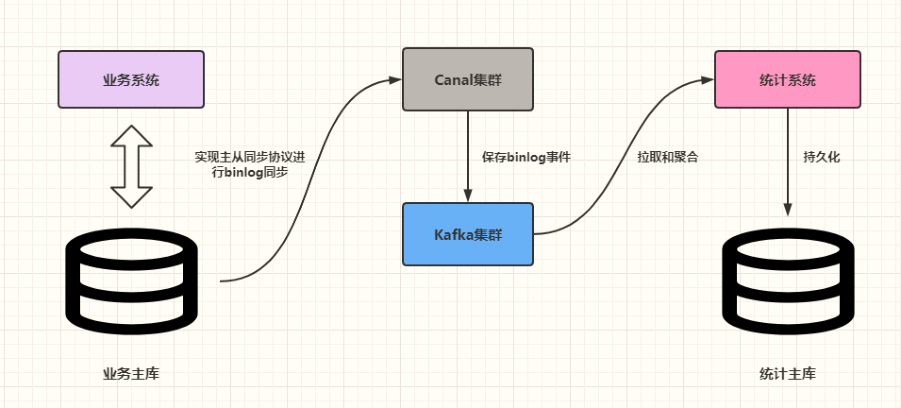 业务系统
Canal集群
统计系统
实现主从同步协议进
行binlog同步
保存binlog事件
拉取和聚合
持久化
Kafka集群
业务主库
统计主库